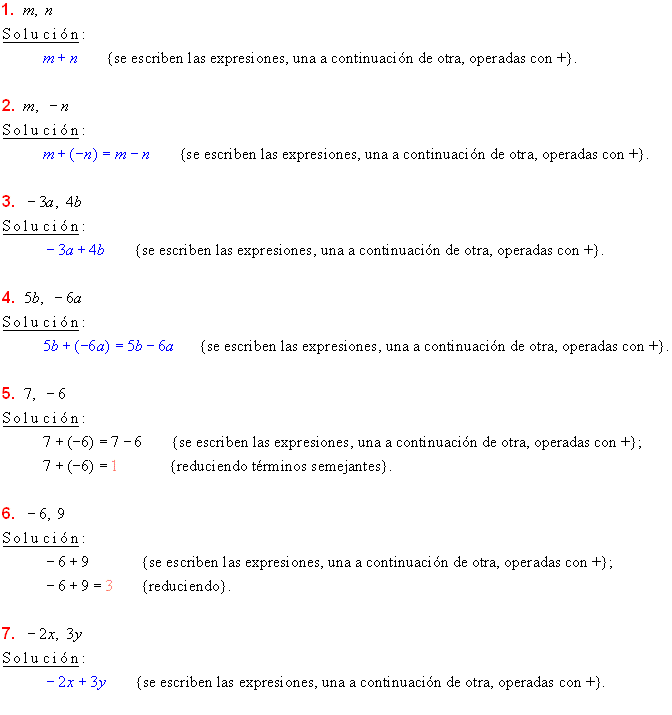 1. m, n
Solución:
m + n {se escriben las expresiones, una a continuación de otra, operadas con +}.
2. m, − n
Solución:
m + (−n) = m − n {se escriben las expresiones, una a continuación de otra, operadas con +}.
3. − 3a, 4b
Solución:
− 3a + 4b {se escriben las expresiones, una a continuación de otra, operadas con +}.
4. 5b, − 6a
Solución:
5b + (−6a) = 5b − 6a {se escriben las expresiones, una a continuación de otra, operadas con +}.
5. 7, − 6
Solución:
7 + (−6) = 7 − 6 {se escriben las expresiones, una a continuación de otra, operadas con +};
7 + (−6) = 1 {reduciendo términos semejantes}.
6. − 6, 9
Solución:
− 6 + 9 {se escriben las expresiones, una a continuación de otra, operadas con +};
− 6 + 9 = 3 {reduciendo}.
7. − 2x, 3y
Solución:
− 2x + 3y {se escriben las expresiones, una a continuación de otra, operadas con +}.